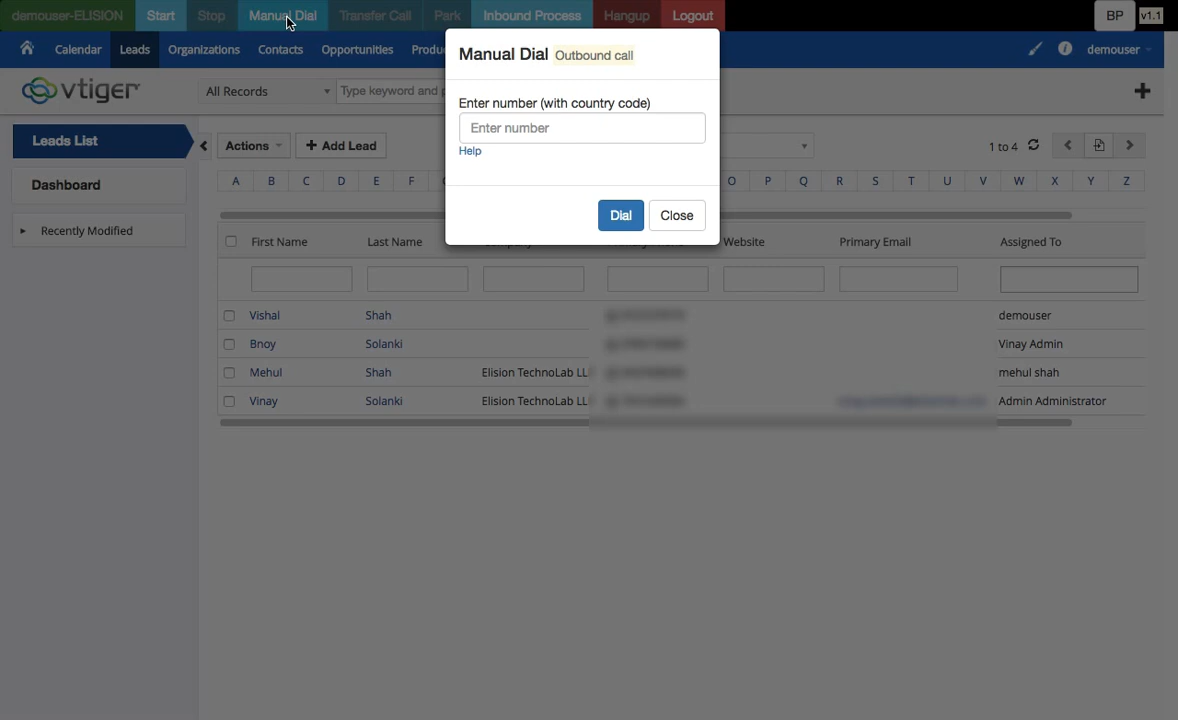 demouser-ELISION Start Stop Manual Dial Transfer Call Park Inbound Process Hangup Logout BP v1.1
Calendar Leads Organizations Contacts Opportunities demouser
Manual Dial Outbound call
vtiger All Records Type keyword and
Enter number (with country code)
Enter number
Help
Leads List Actions + Add Lead 1 to 4
Dashboard A B C D E F O P Q R S T U V W X Y Z
Dial Close
Recently Modified
First Name Last Name Website Primary Email Assigned To
Vishal Shah demouser
Bnoy Solanki Vinay Admin
Mehul Shah Elision TechnoLab mehul shah
Vinay Solanki Elision TechnoLab Admin Administrator